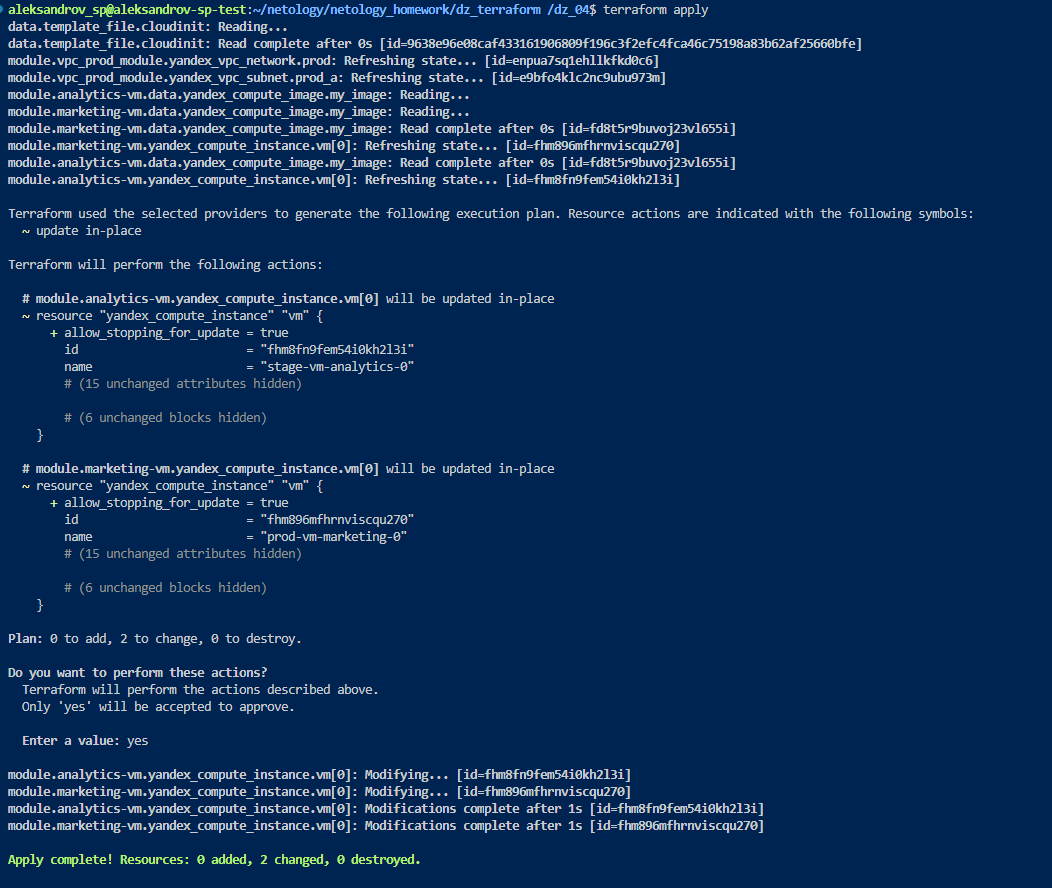 aleksandrov_sp@aleksandrov-sp-test:~/netology/netology_homework/dz_terraform /dz_04$ terraform apply
data.template_file.cloudinit: Reading...
data.template_file.cloudinit: Read complete after 0s [id=9638e96e08caf433161906809f196c3f2efc4fca46c75198a83b62af25660bfe]
module.vpc_prod_module.yandex_vpc_network.prod: Refreshing state... [id=enpua7sq1ehllkfkd0c6]
module.vpc_prod_module.yandex_vpc_subnet.prod_a: Refreshing state... [id=e9bfo4klc2nc9ubu973m]
module.analytics-vm.data.yandex_compute_image.my_image: Reading...
module.marketing-vm.data.yandex_compute_image.my_image: Reading...
module.marketing-vm.data.yandex_compute_image.my_image: Read complete after 0s [id=fd8t5r9buvoj23vl655i]
module.marketing-vm.yandex_compute_instance.vm[0]: Refreshing state... [id=fhm896mfhrnviscqu270]
module.analytics-vm.data.yandex_compute_image.my_image: Read complete after 0s [id=fd8t5r9buvoj23vl655i]
module.analytics-vm.yandex_compute_instance.vm[0]: Refreshing state... [id=fhm8fn9fem54i0kh2l3i]

Terraform used the selected providers to generate the following execution plan. Resource actions are indicated with the following symbols:
  ~ update in-place

Terraform will perform the following actions:

  # module.analytics-vm.yandex_compute_instance.vm[0] will be updated in-place
  ~ resource "yandex_compute_instance" "vm" {
      + allow_stopping_for_update = true
        id                        = "fhm8fn9fem54i0kh2l3i"
        name                      = "stage-vm-analytics-0"
        # (15 unchanged attributes hidden)

        # (6 unchanged blocks hidden)
    }

  # module.marketing-vm.yandex_compute_instance.vm[0] will be updated in-place
  ~ resource "yandex_compute_instance" "vm" {
      + allow_stopping_for_update = true
        id                        = "fhm896mfhrnviscqu270"
        name                      = "prod-vm-marketing-0"
        # (15 unchanged attributes hidden)

        # (6 unchanged blocks hidden)
    }

Plan: 0 to add, 2 to change, 0 to destroy.

Do you want to perform these actions?
  Terraform will perform the actions described above.
  Only 'yes' will be accepted to approve.

  Enter a value: yes

module.analytics-vm.yandex_compute_instance.vm[0]: Modifying... [id=fhm8fn9fem54i0kh2l3i]
module.marketing-vm.yandex_compute_instance.vm[0]: Modifying... [id=fhm896mfhrnviscqu270]
module.analytics-vm.yandex_compute_instance.vm[0]: Modifications complete after 1s [id=fhm8fn9fem54i0kh2l3i]
module.marketing-vm.yandex_compute_instance.vm[0]: Modifications complete after 1s [id=fhm896mfhrnviscqu270]

Apply complete! Resources: 0 added, 2 changed, 0 destroyed.